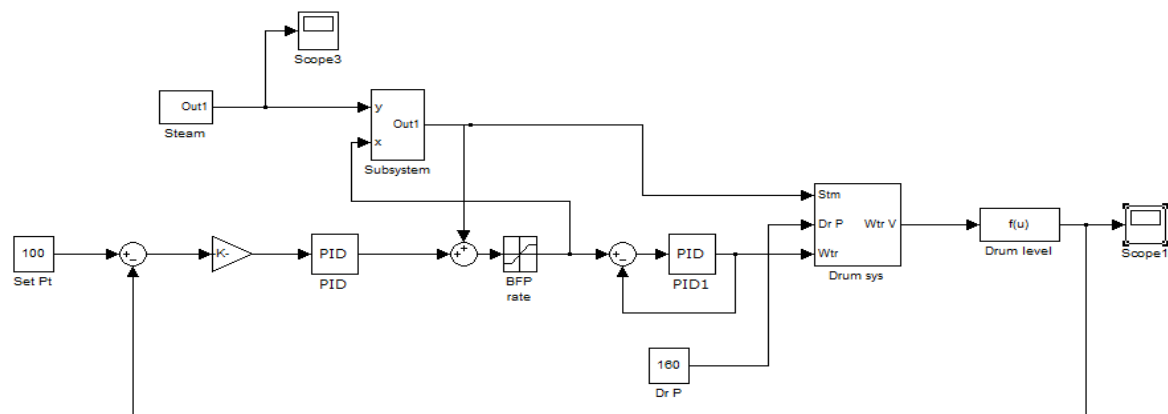 Scope3
Out1
Steam
y
x
Out1
Subsystem
100
Set Pt
+
-
-K-
PID
PID
+
+
BFP
rate
+
-
PID
PID1
160
Dr P
Stm
Dr P
Wtr
Wtr V
Drum sys
f(u)
Drum level
Scope1